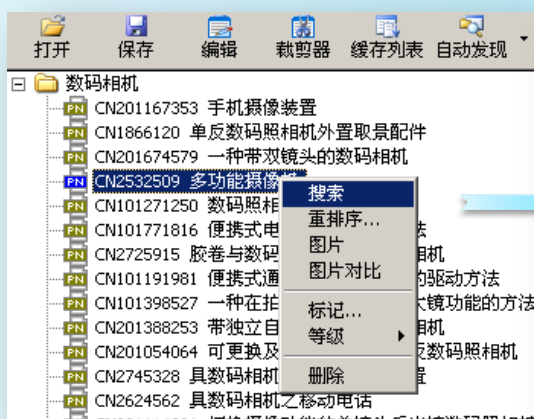 打开 保存 编辑 裁剪器 缓存列表 自动发现
数码相机
CN201167353 手机摄像装置
CN1866120 单反数码照相机外置取景配件
CN201674579 一种带双镜头的数码相机
CN2532509 多功能摄像
搜索
CN101271250 数码照相
重排序...
CN101771816 便携式电 法
图片
CN2725915 胶卷与数码 相机
图片对比
CN101191981 便携式通 的驱动方法
CN101398527 一种在拍 大镜功能的方法
标记...
CN201388253 带独立自 相机
等级
CN201054064 可更换及 反数码照相机
CN2745328 具数码相机 置
删除
CN2624562 具数码相机之移动电话